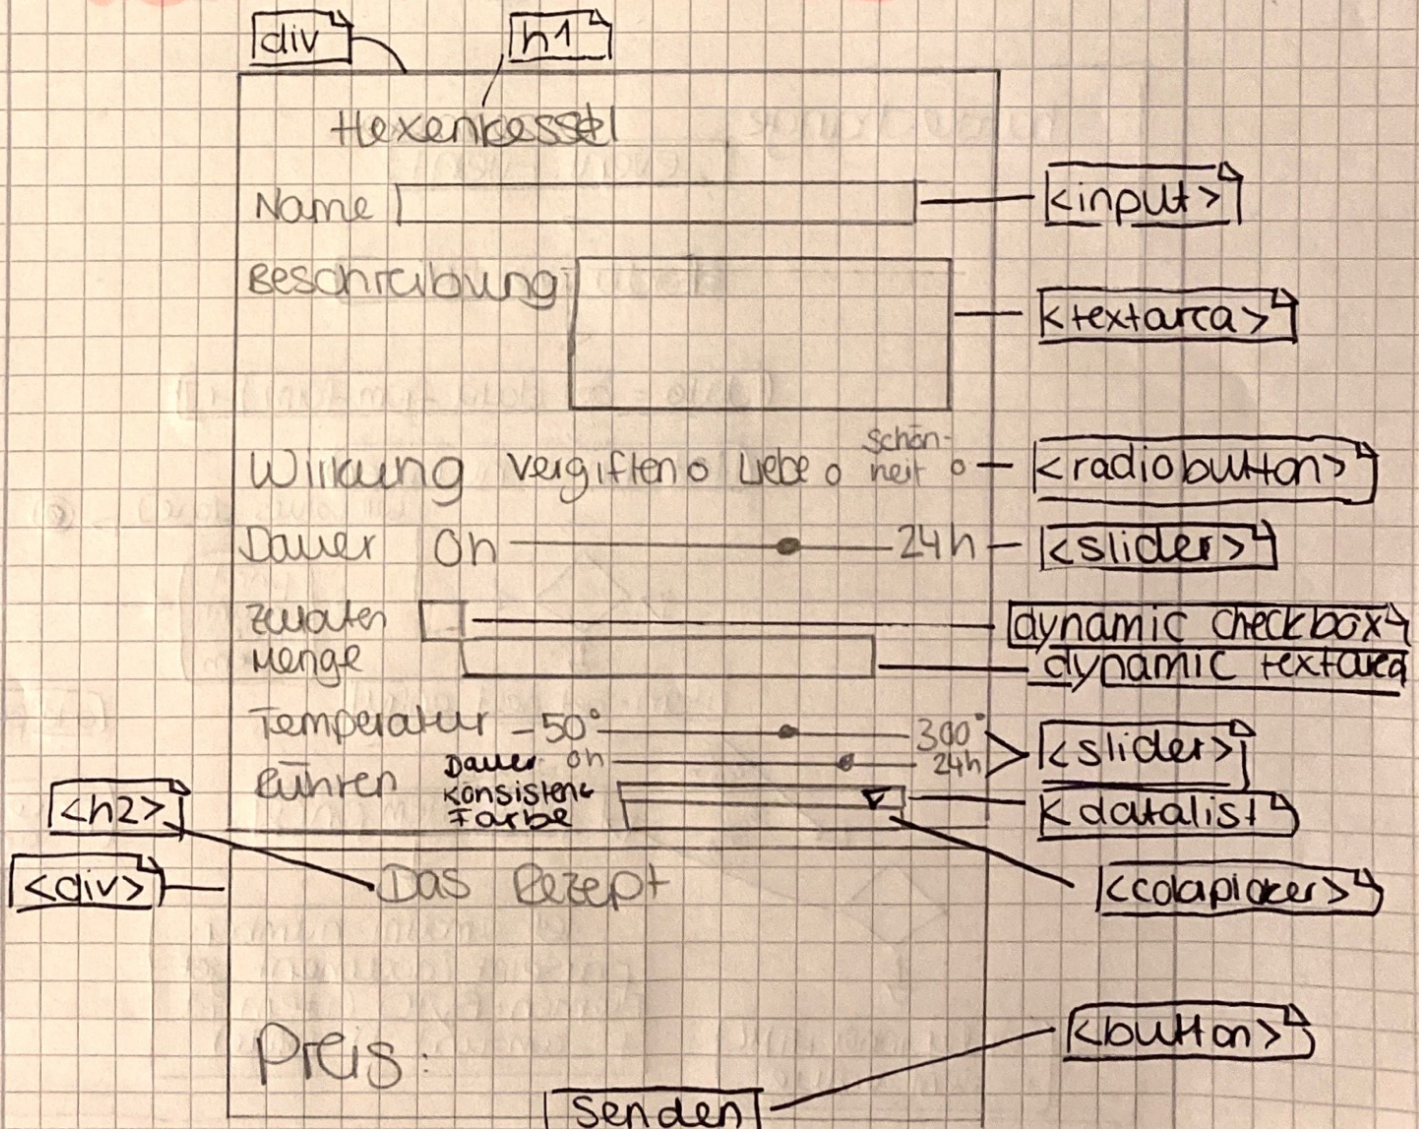 div h1
Hexenkessel
Name <input>
Beschreibung <textarea>
Wirkung Vergiften Liebe Schön-
heit <radiobutton>
Dauer 0h 24h <slider>
Zutaten dynamic checkbox
Menge dynamic textarea
Temperatur -50° 300° <slider>
Rühren Dauer 0h 24h
Konsistenz <datalist
Farbe
<h2>
<div> Das Rezept <colorpicker>
Preis: <button>
Senden